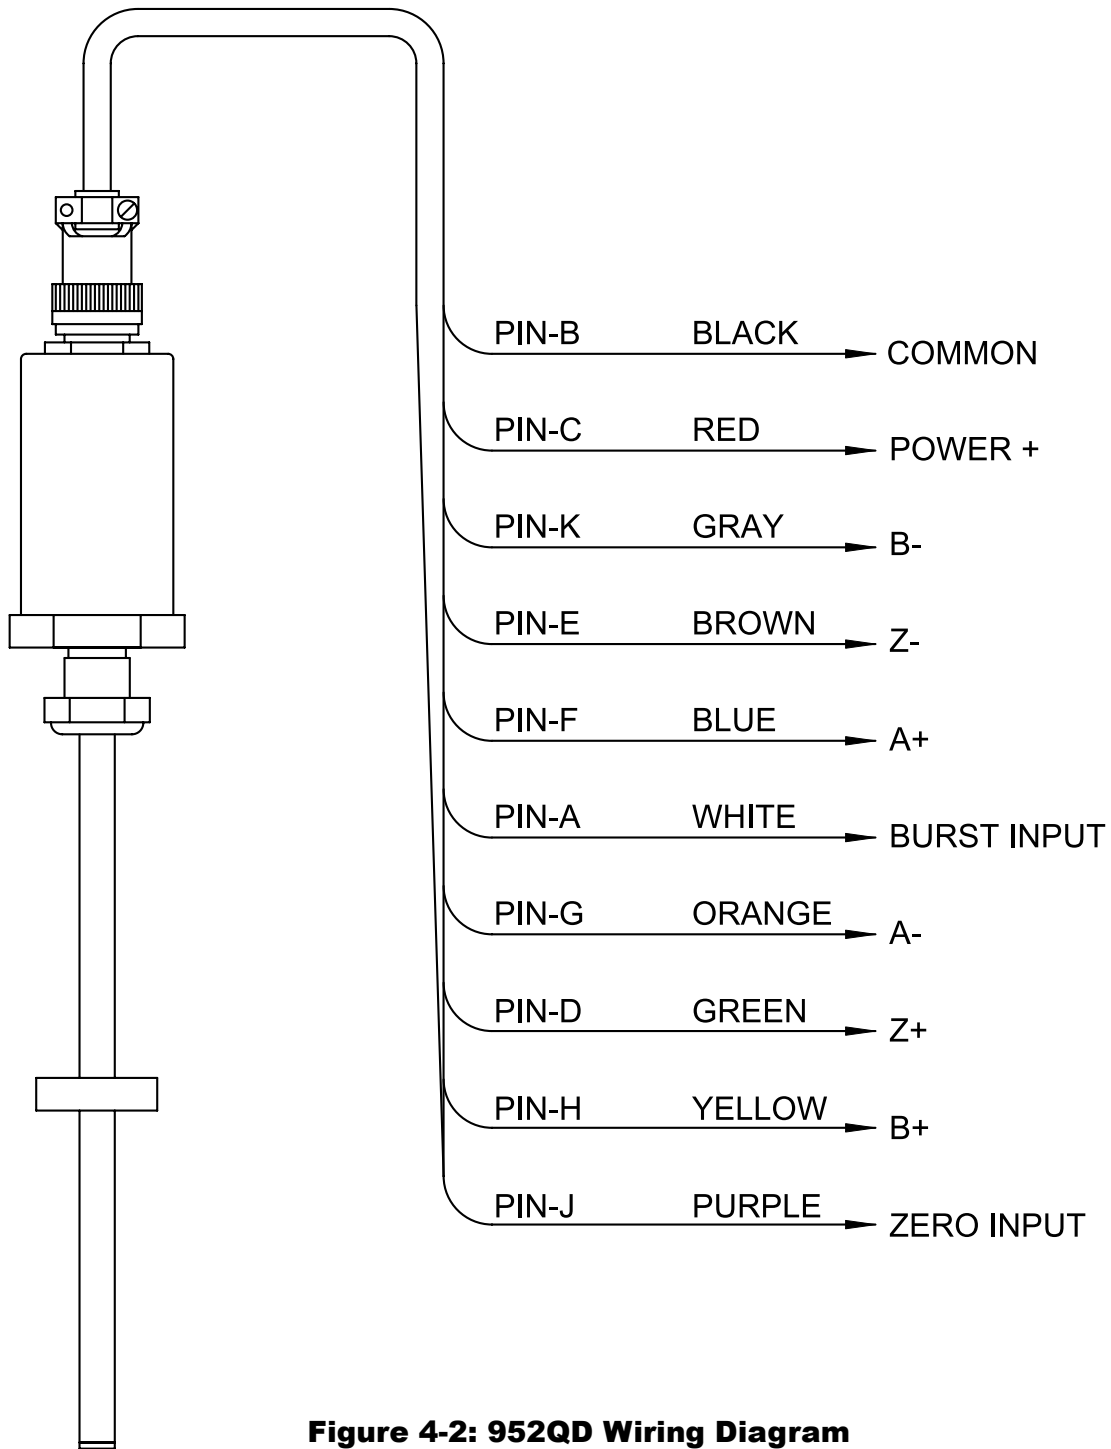 PIN-B BLACK COMMON
PIN-C RED POWER +
PIN-K GRAY B-
PIN-E BROWN Z-
PIN-F BLUE A+
PIN-A WHITE BURST INPUT
PIN-G ORANGE A-
PIN-D GREEN Z+
PIN-H YELLOW B+
PIN-J PURPLE ZERO INPUT
Figure 4-2: 952QD Wiring Diagram